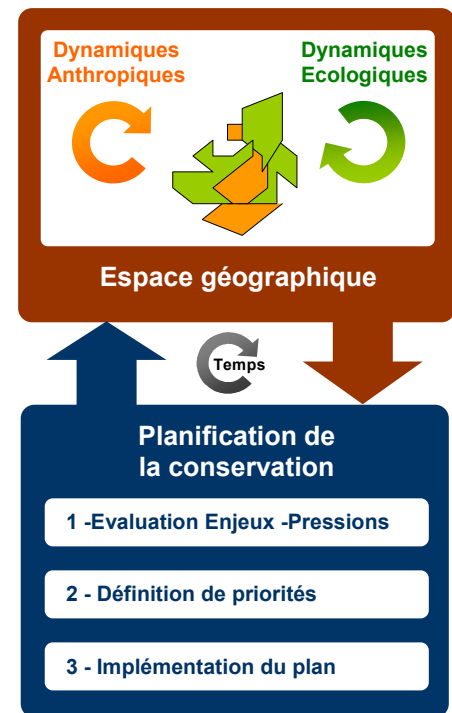 Dynamiques
Anthropiques
Dynamiques
Ecologiques
Espace géographique
Temps
Planification de
la conservation
1 -Evaluation Enjeux -Pressions
2 - Définition de priorités
3 - Implémentation du plan